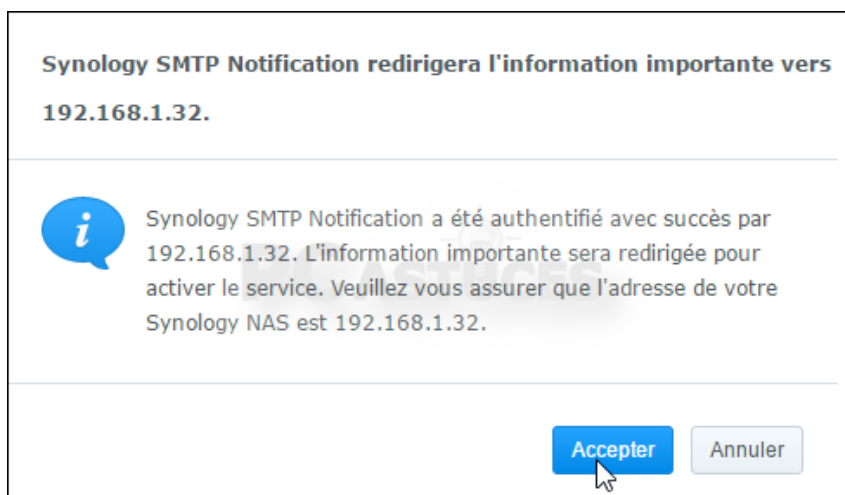 Synology SMTP Notification redirigera l'information importante vers
192.168.1.32.
i
Synology SMTP Notification a été authentifié avec succès par
192.168.1.32. L'information importante sera redirigée pour
activer le service. Veuillez vous assurer que l'adresse de votre
Synology NAS est 192.168.1.32.
PC ASTUCES
Accepter
Annuler